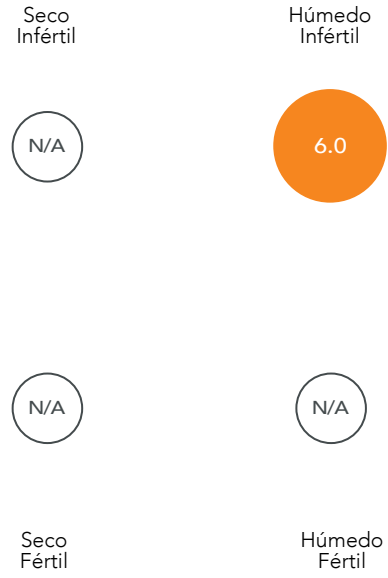 Seco
Infértil
Húmedo
Infértil
N/A
6.0
N/A
N/A
Seco
Fértil
Húmedo
Fértil